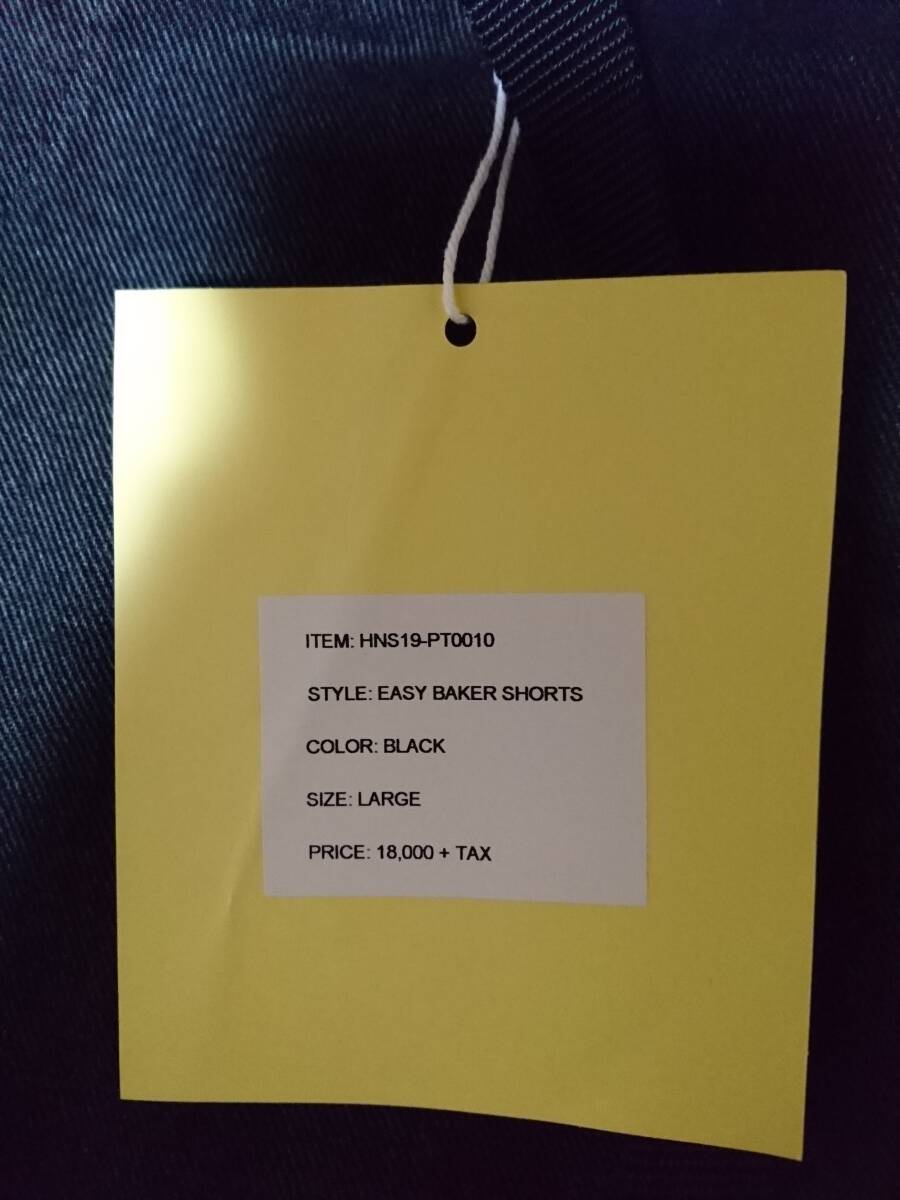 ITEM: HNS19-PT0010
STYLE: EASY BAKER SHORTS
COLOR: BLACK
SIZE: LARGE
PRICE: 18,000 + TAX